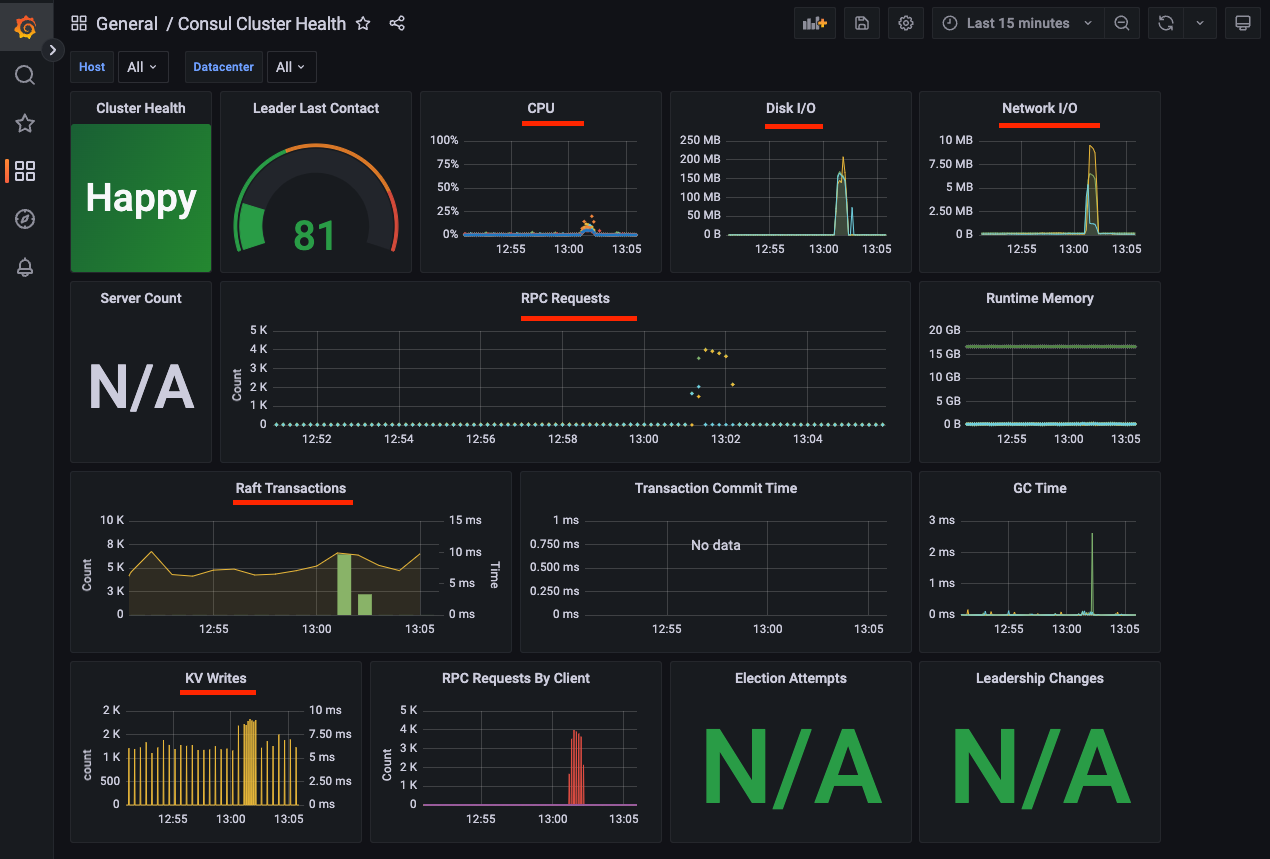 General / Consul Cluster Health
Last 15 minutes
Host All Datacenter All
Cluster Health
Happy
Leader Last Contact
81
CPU
100%
75%
50%
25%
0%
12:55 13:00 13:05
Disk I/O
250 MB
200 MB
150 MB
100 MB
50 MB
0 B
12:55 13:00 13:05
Network I/O
10 MB
7.50 MB
5 MB
2.50 MB
0 B
12:55 13:00 13:05
Server Count
N/A
RPC Requests
Count
5 K
4 K
3 K
2 K
1 K
0
12:52 12:54 12:56 12:58 13:00 13:02 13:04
Runtime Memory
20 GB
15 GB
10 GB
5 GB
0 B
12:55 13:00 13:05
Raft Transactions
Count
10 K
8 K
5 K
3 K
0
15 ms
10 ms
5 ms
0 ms
Time
12:55 13:00 13:05
Transaction Commit Time
1 ms
0.750 ms
0.500 ms
0.250 ms
0 ms
No data
12:55 13:00 13:05
GC Time
3 ms
2 ms
1 ms
0 ms
12:55 13:00 13:05
KV Writes
count
2 K
2 K
1 K
500
0
10 ms
7.50 ms
5 ms
2.50 ms
0 ms
12:55 13:00 13:05
RPC Requests By Client
Count
5 K
4 K
3 K
2 K
1 K
0
12:55 13:00 13:05
Election Attempts
N/A
Leadership Changes
N/A